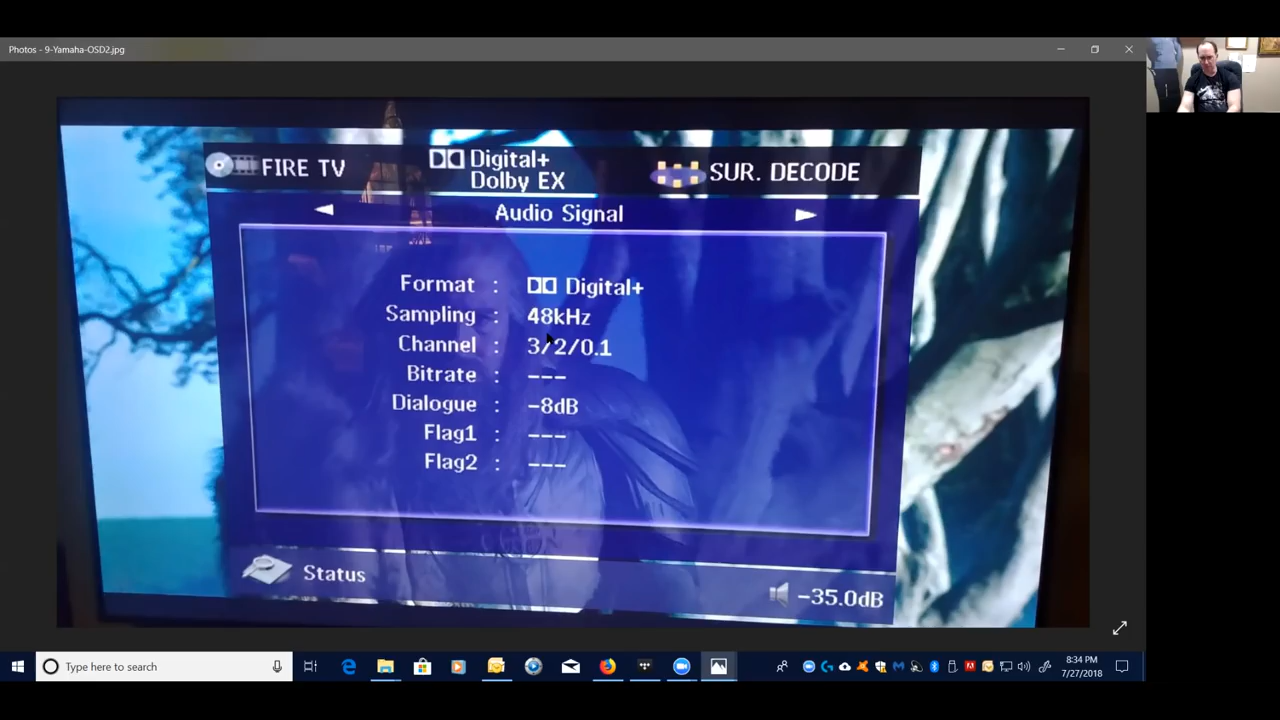 Photos - 9-Yamaha-OSD2.jpg
FIRE TV
Digital+
Dolby EX
SUR. DECODE
Audio Signal
Format : Digital+
Sampling : 48kHz
Channel : 3/2/0.1
Bitrate : ---
Dialogue : -8dB
Flag1 : ---
Flag2 : ---
Status
-35.0dB
Type here to search
8:34 PM
7/27/2018